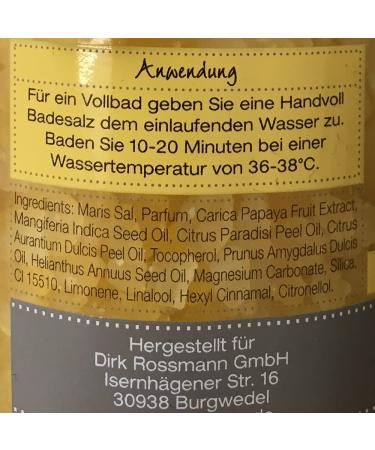 Anwendung
Für ein Vollbad geben Sie eine Handvoll
Badesalz dem einlaufenden Wasser zu.
Baden Sie 10-20 Minuten bei einer
Wassertemperatur von 36-38°C.
Ingredients: Maris Sal, Parfum, Carica Papaya Fruit Extract,
Mangiferia Indica Seed Oil, Citrus Paradisi Peel Oil, Citrus
Aurantium Dulcis Peel Oil, Tocopherol, Prunus Amygdalus Dulcis
Oil, Helianthus Annuus Seed Oil, Magnesium Carbonate, Silica,
CI 15510, Limonene, Linalool, Hexyl Cinnamal, Citronellol.
Hergestellt für
Dirk Rossmann GmbH
Isernhägener Str. 16
30938 Burgwedel